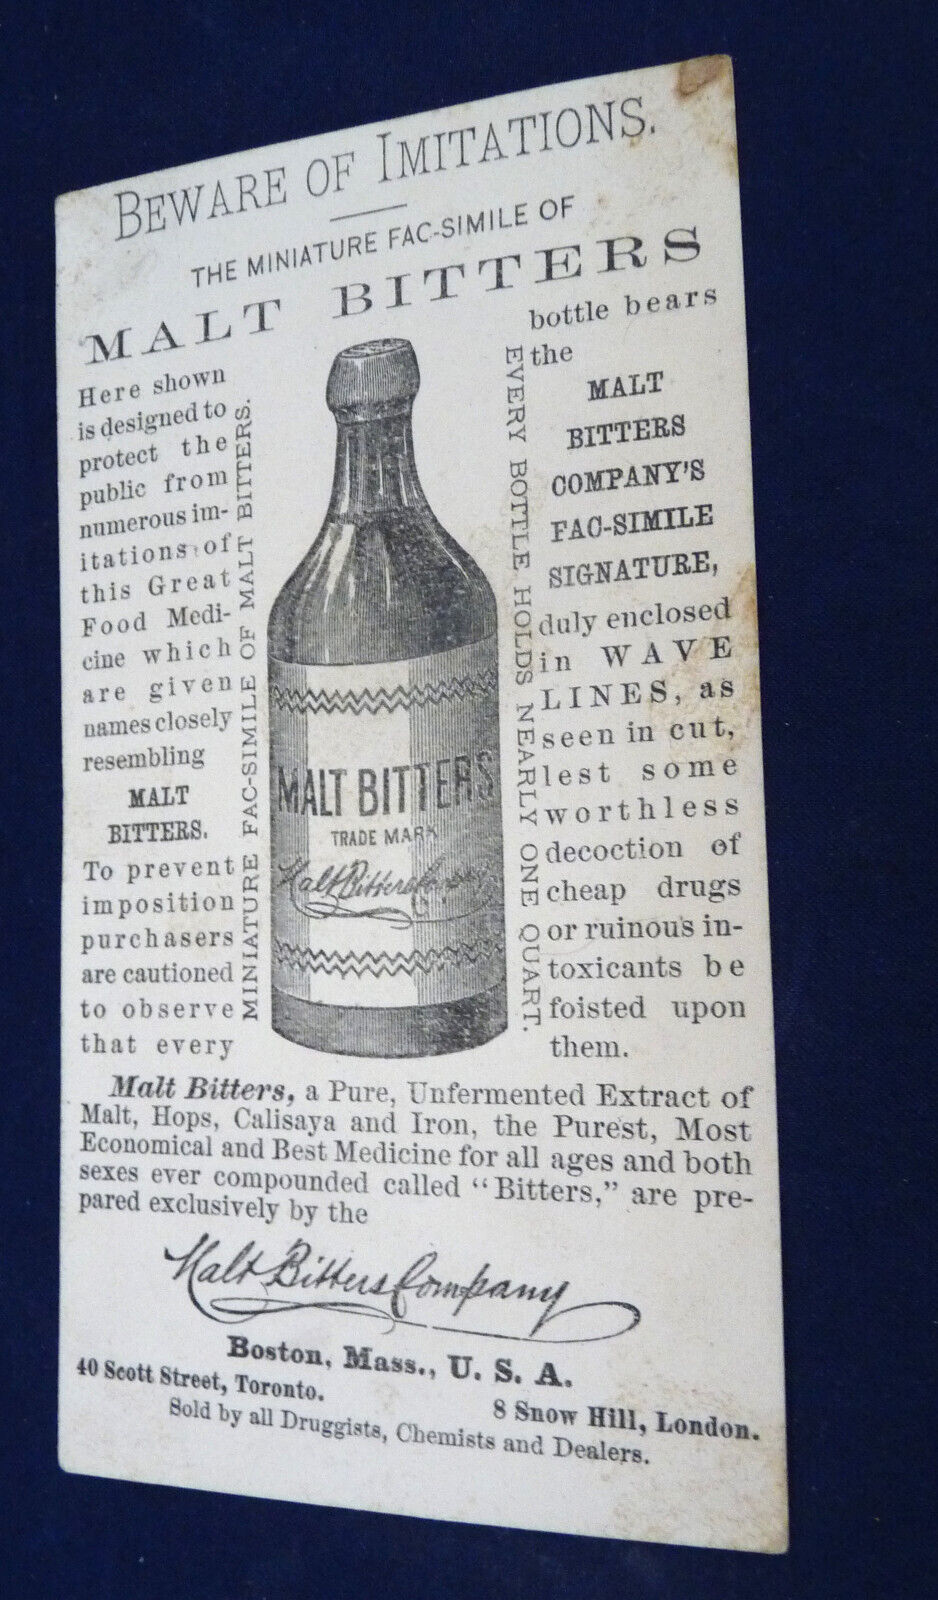 BEWARE OF IMITATIONS.
THE MINIATURE FAC-SIMILE OF
MALT BITTERS
Here shown
is designed to
protect the
public from
numerous im-
itations of
this Great
Food Medi-
cine which
are given
names closely
resembling
MALT
BITTERS.
To prevent
imposition
purchasers
are cautioned
to observe
that every
MINIATURE FAC-SIMILE OF MALT BITTERS.
MALT BITTERS
TRADE MARK
Malt Bitters Company
EVERY BOTTLE HOLDS NEARLY ONE QUART.
bottle bears
the
MALT
BITTERS
COMPANY'S
FAC-SIMILE
SIGNATURE,
duly enclosed
in WAVE
LINES, as
seen in cut,
lest some
worthless
decoction of
cheap drugs
or ruinous in-
toxicants be
foisted upon
them.
Malt Bitters, a Pure, Unfermented Extract of
Malt, Hops, Calisaya and Iron, the Purest, Most
Economical and Best Medicine for all ages and both
sexes ever compounded called "Bitters," are pre-
pared exclusively by the
Malt Bitters Company
Boston, Mass., U. S. A.
40 Scott Street, Toronto. 8 Snow Hill, London.
Sold by all Druggists, Chemists and Dealers.